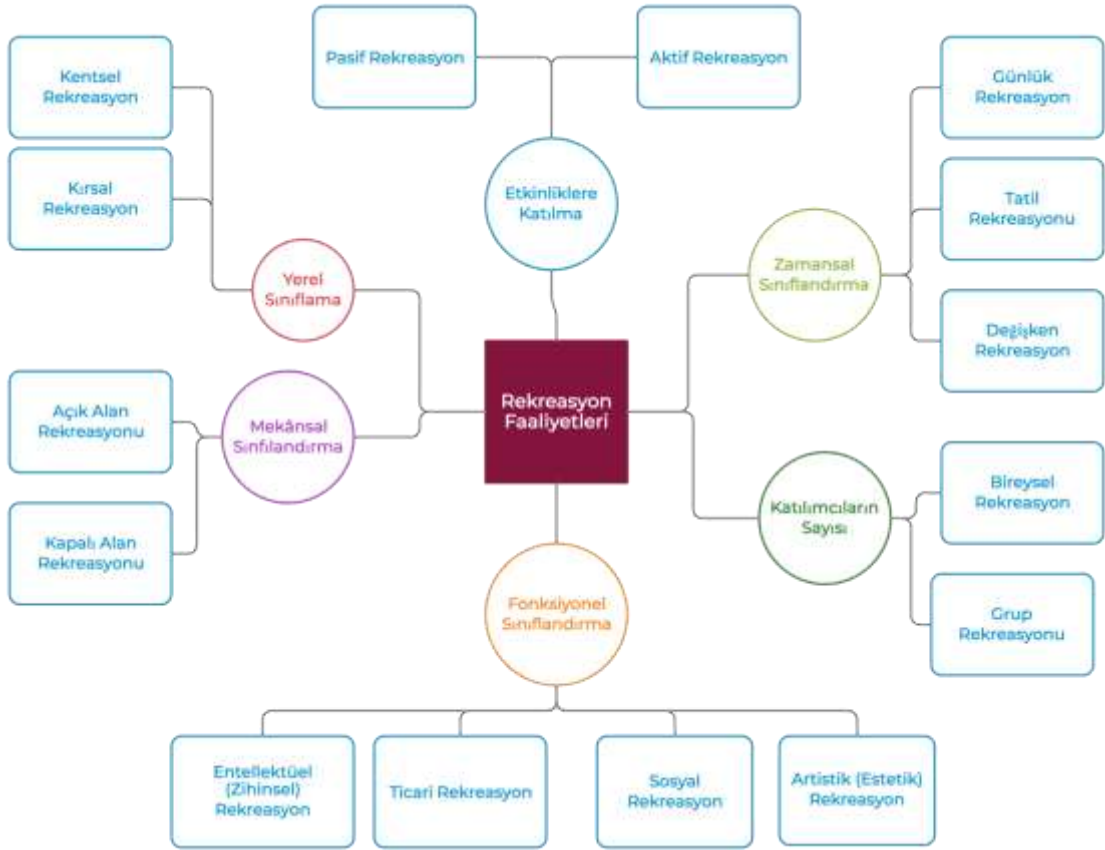 Pasif Rekreasyon
Aktif Rekreasyon
Kentsel
Rekreasyon
Günlük
Rekreasyon
Kırsal
Rekreasyon
Etkinliklere
Katılma
Tatil
Rekreasyonu
Yerel
Sınıflama
Zamansal
Sınıflandırma
Değişken
Rekreasyon
Açık Alan
Rekreasyonu
Mekânsal
Sınfılandırma
Rekreasyon
Faaliyetleri
Kapalı Alan
Rekreasyonu
Katılımcıların
Sayısı
Bireysel
Rekreasyon
Grup
Rekreasyonu
Fonksiyonel
Sınıflandırma
Entellektüel
(Zihinsel)
Rekreasyon
Ticari Rekreasyon
Sosyal
Rekreasyon
Artistik (Estetik)
Rekreasyon